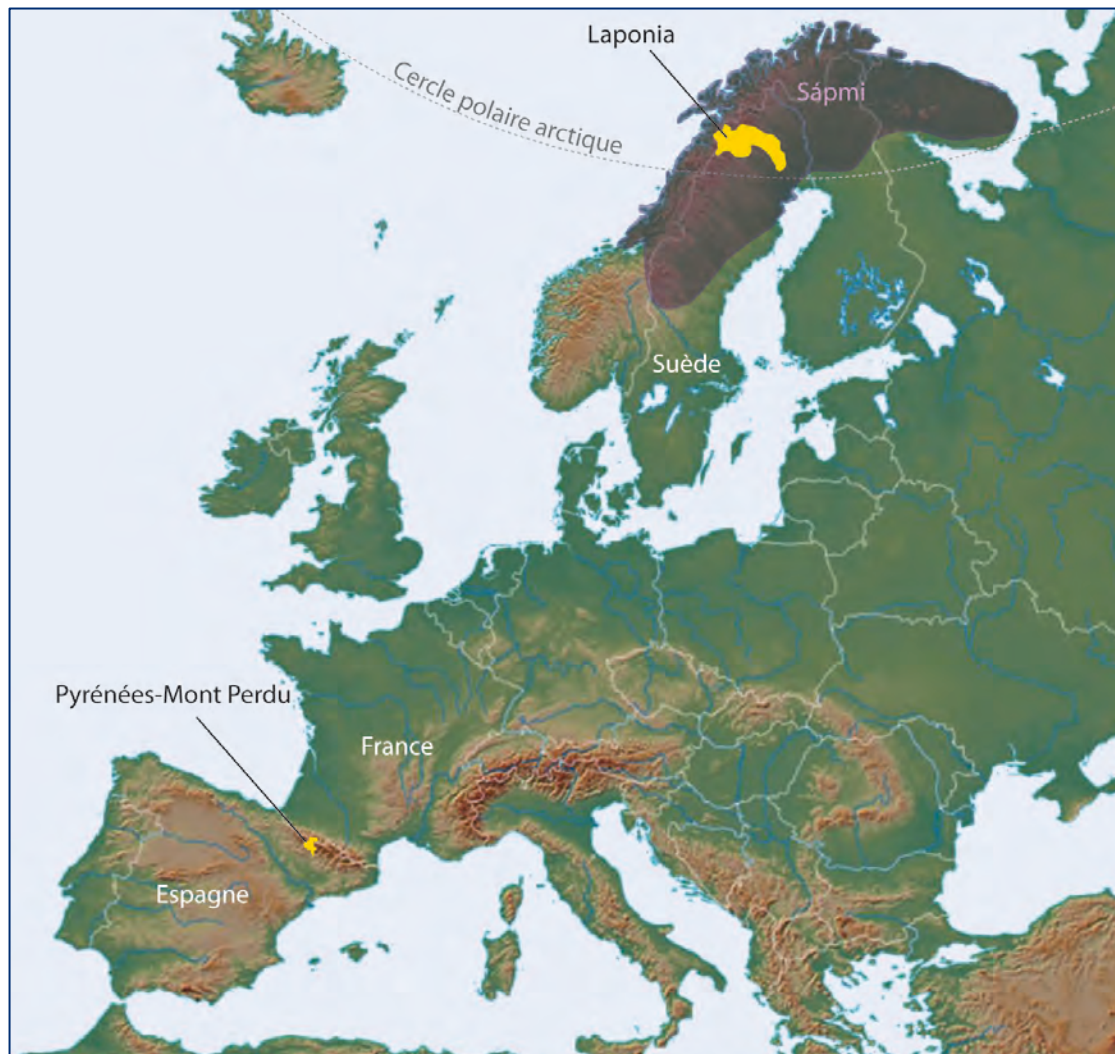 Laponia
Sápmi
Cercle polaire arctique
Suède
Pyrénées-Mont Perdu
France
Espagne